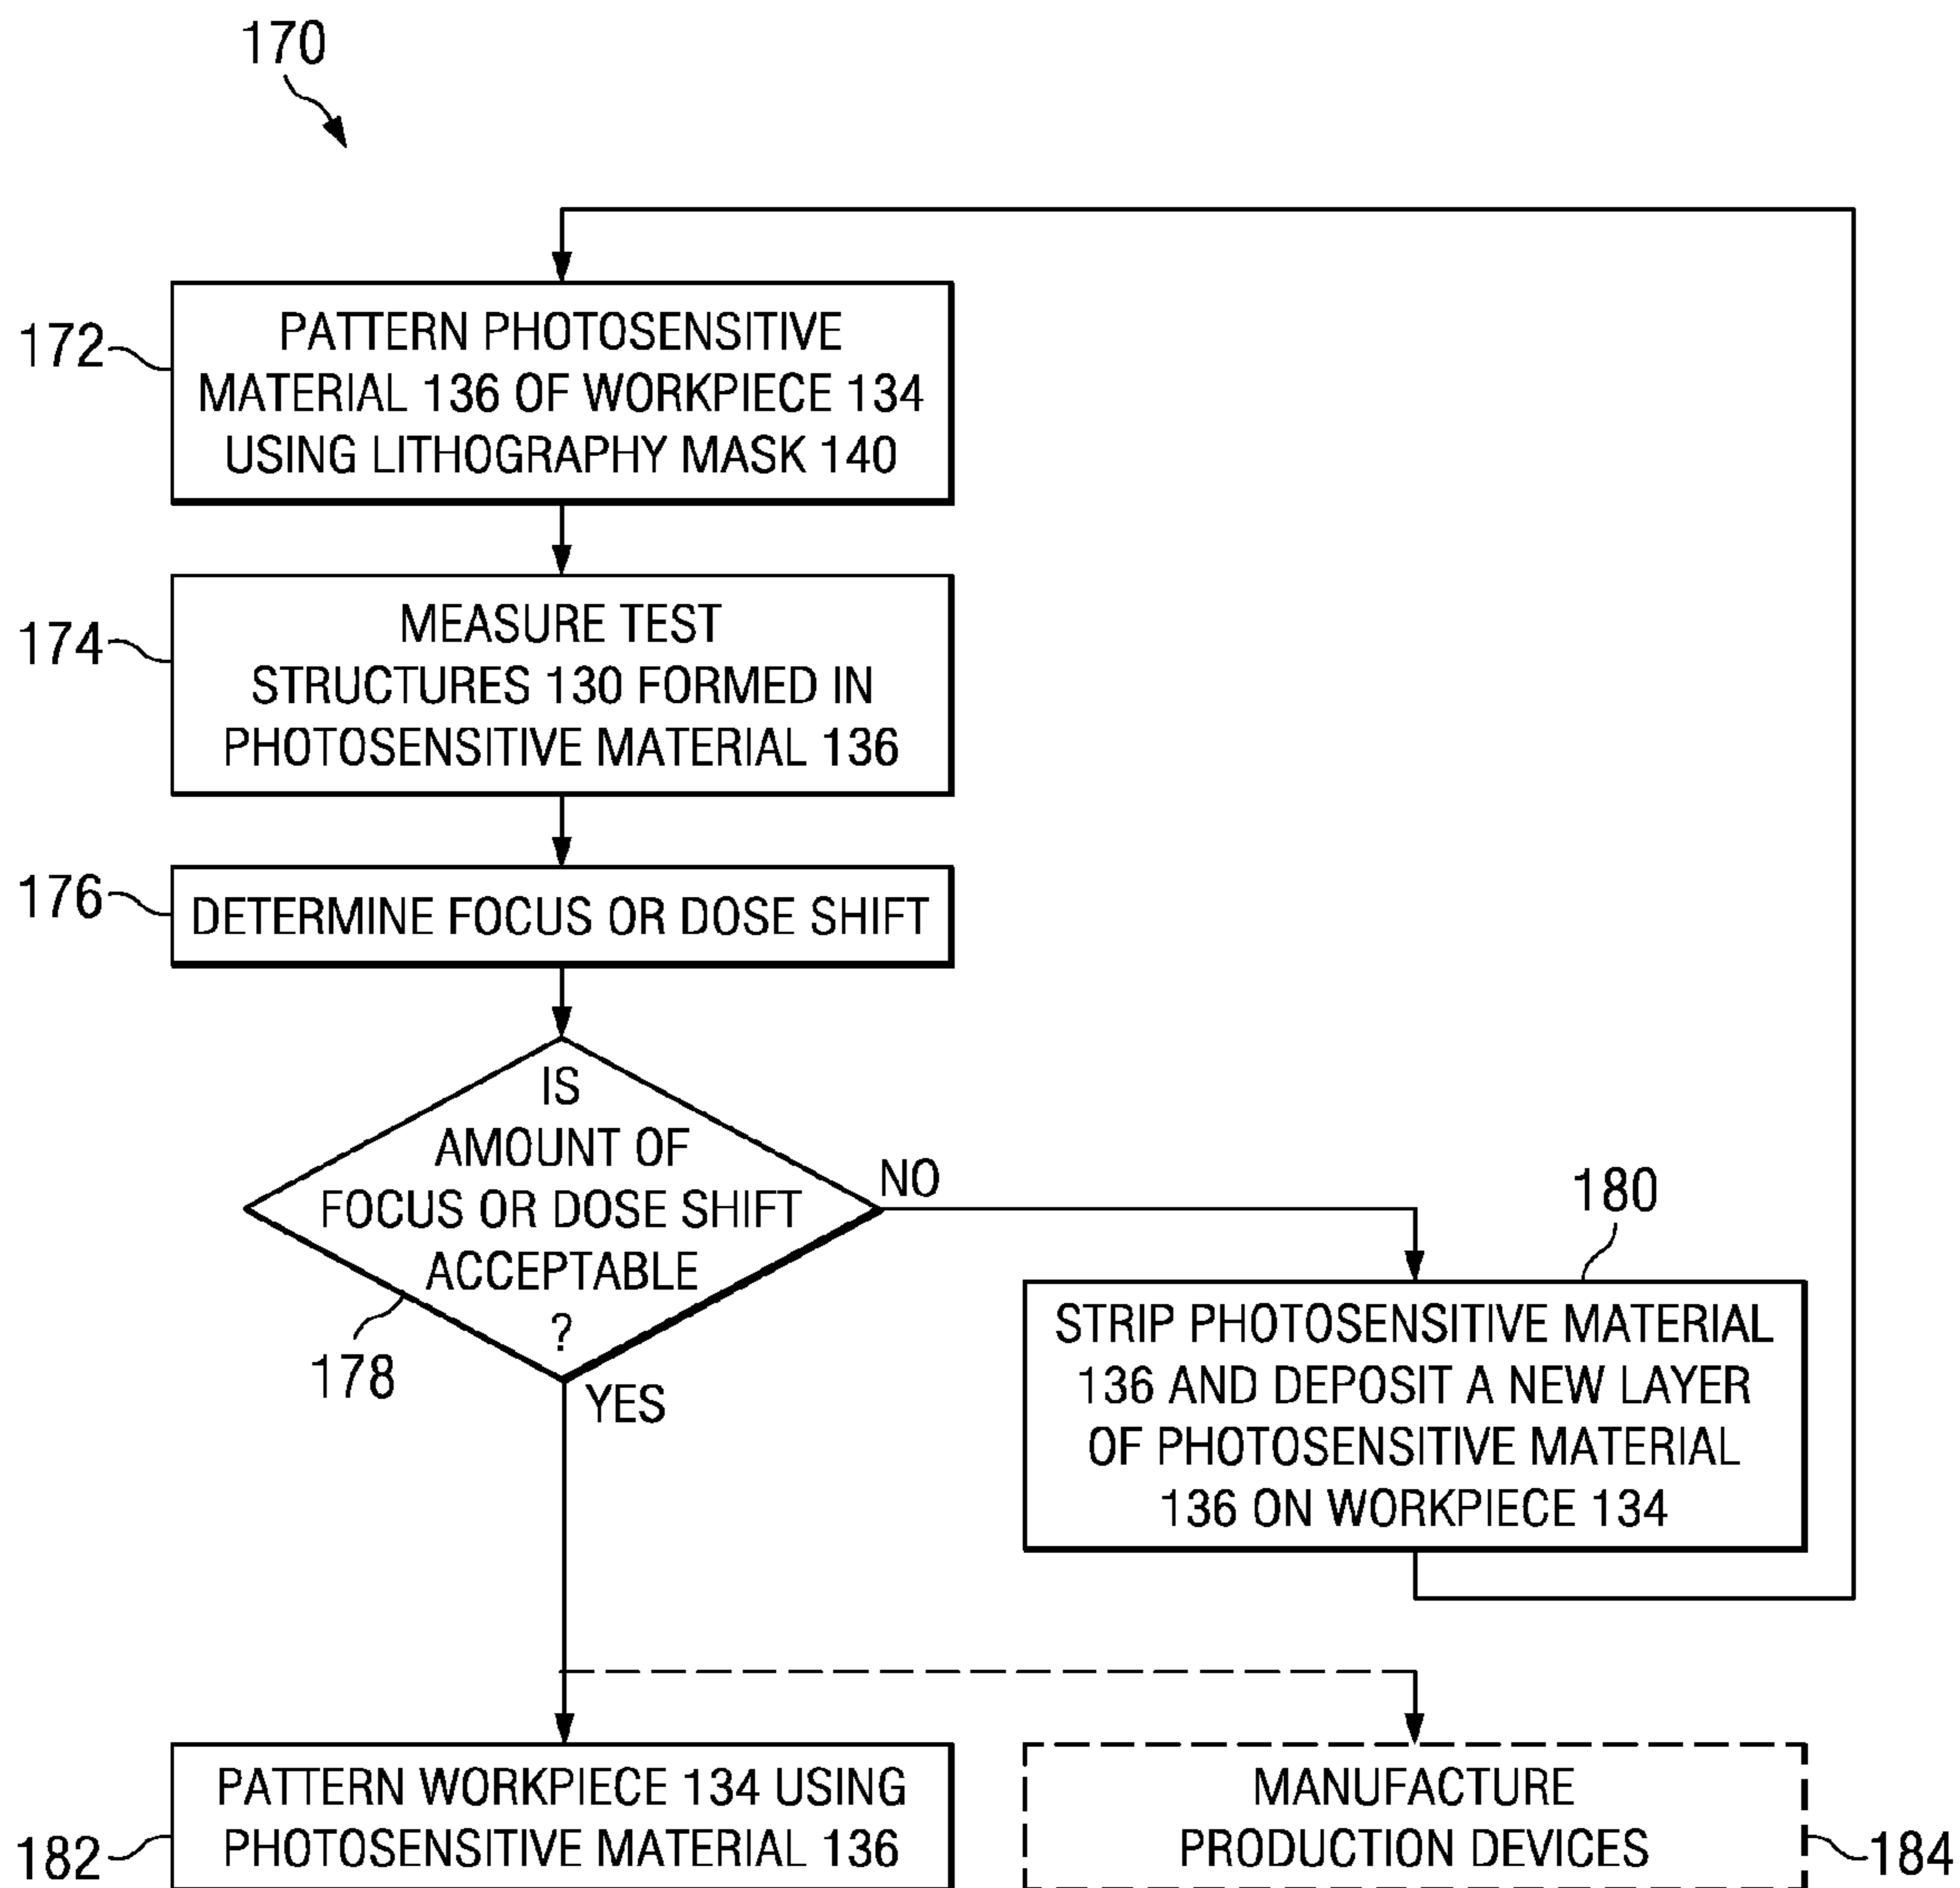 170
172
PATTERN PHOTOSENSITIVE
MATERIAL 136 OF WORKPIECE 134
USING LITHOGRAPHY MASK 140
174
MEASURE TEST
STRUCTURES 130 FORMED IN
PHOTOSENSITIVE MATERIAL 136
176
DETERMINE FOCUS OR DOSE SHIFT
IS
AMOUNT OF
FOCUS OR DOSE SHIFT
ACCEPTABLE
?
178
NO
YES
180
STRIP PHOTOSENSITIVE MATERIAL
136 AND DEPOSIT A NEW LAYER
OF PHOTOSENSITIVE MATERIAL
136 ON WORKPIECE 134
182
PATTERN WORKPIECE 134 USING
PHOTOSENSITIVE MATERIAL 136
MANUFACTURE
PRODUCTION DEVICES
184